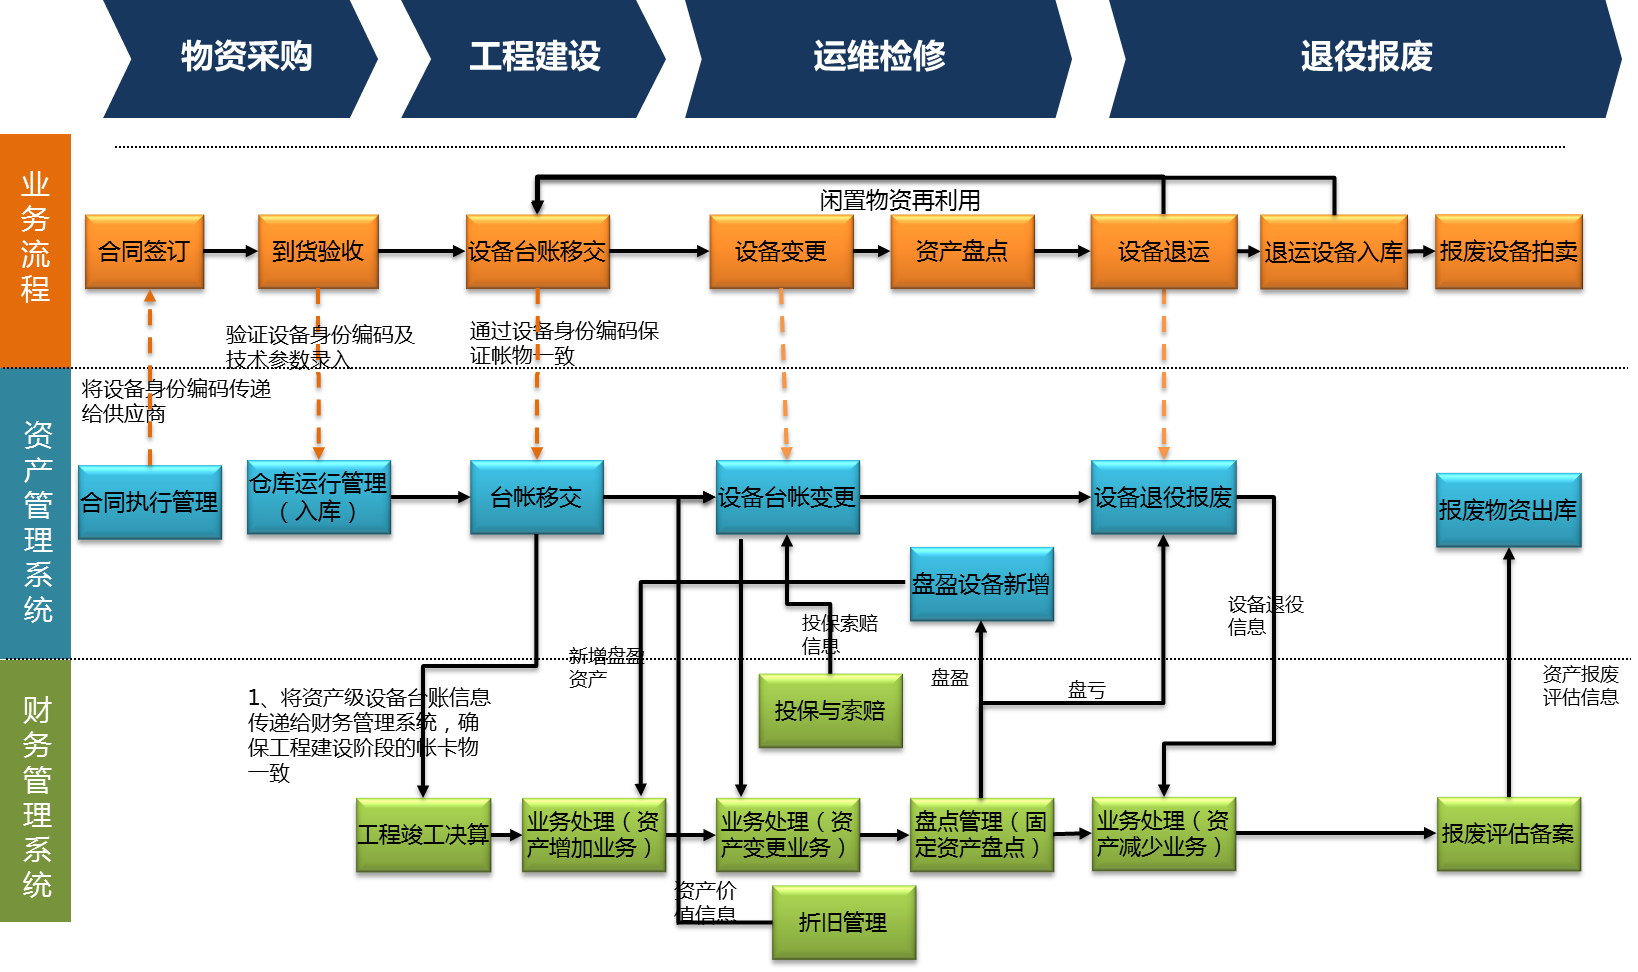 物资采购
工程建设
运维检修
退役报废
业务流程
闲置物资再利用
合同签订
到货验收
设备台账移交
设备变更
资产盘点
设备退运
退运设备入库
报废设备拍卖
验证设备身份编码及
技术参数录入
通过设备身份编码保
证帐物一致
资产管理系统
将设备身份编码传递
给供应商
合同执行管理
仓库运行管理
（入库）
台帐移交
设备台帐变更
设备退役报废
报废物资出库
盘盈设备新增
设备退役
信息
投保索赔
信息
新增盘盈
资产
财务管理系统
盘盈
盘亏
资产报废
评估信息
1、将资产级设备台账信息
传递给财务管理系统，确
保工程建设阶段的帐卡物
一致
投保与索赔
工程竣工决算
业务处理（资
产增加业务）
业务处理（资
产变更业务）
盘点管理（固
定资产盘点）
业务处理（资
产减少业务）
报废评估备案
资产价
值信息
折旧管理